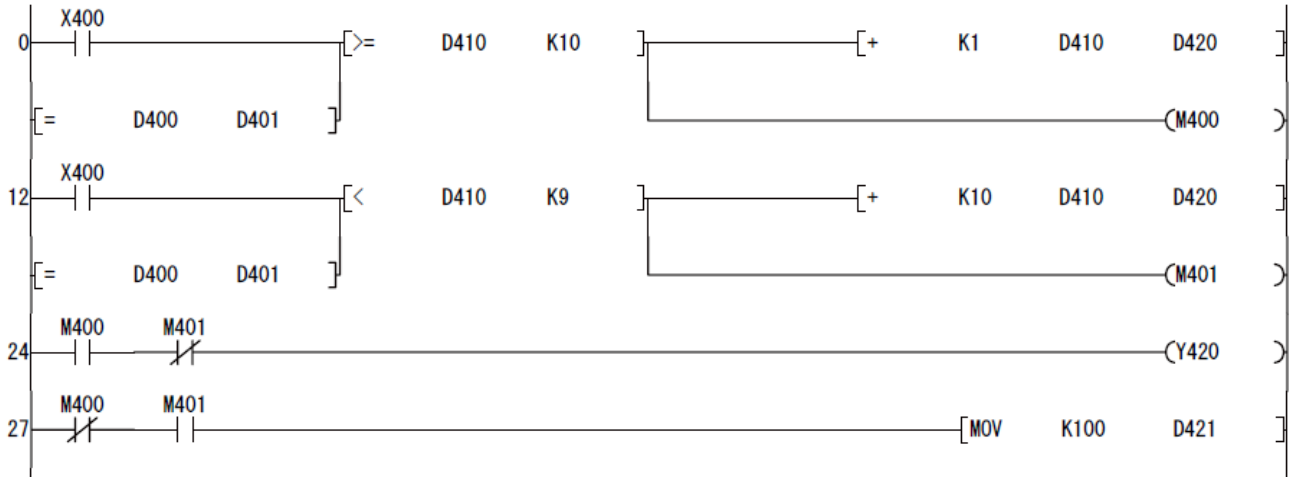 X400
0 [>= D410 K10 ] [+ K1 D410 D420 ]
[= D400 D401 ] (M400 )
X400
12 [< D410 K9 ] [+ K10 D410 D420 ]
[= D400 D401 ] (M401 )
M400 M401
24 (Y420 )
M400 M401
27 [MOV K100 D421 ]